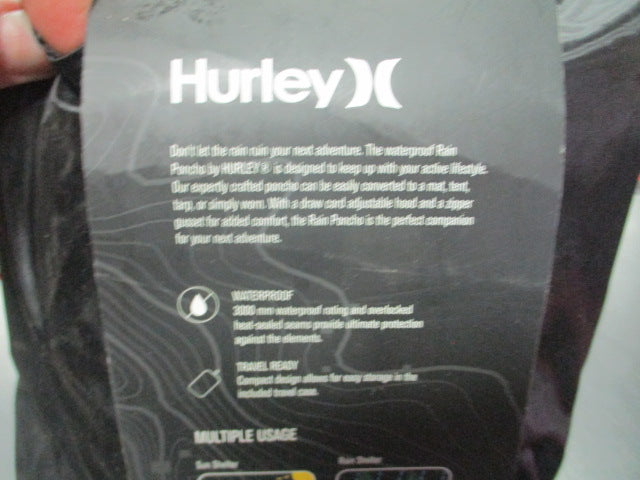 Hurley
Don't let the rain ruin your next adventure. The waterproof Rain
Poncho by HURLEY® is designed to keep up with your active lifestyle.
Our expertly crafted poncho can be easily converted to a mat, tent,
tarp, or simply worn. With a draw cord adjustable hood and a zipper
gusset for added comfort, the Rain Poncho is the perfect companion
for your next adventure.
WATERPROOF
3000 mm waterproof rating and overlocked
heat-sealed seams provide ultimate protection
against the elements.
TRAVEL READY
Compact design allows for easy storage in the
included travel case.
MULTIPLE USAGE
Sun Shelter
Rain Shelter